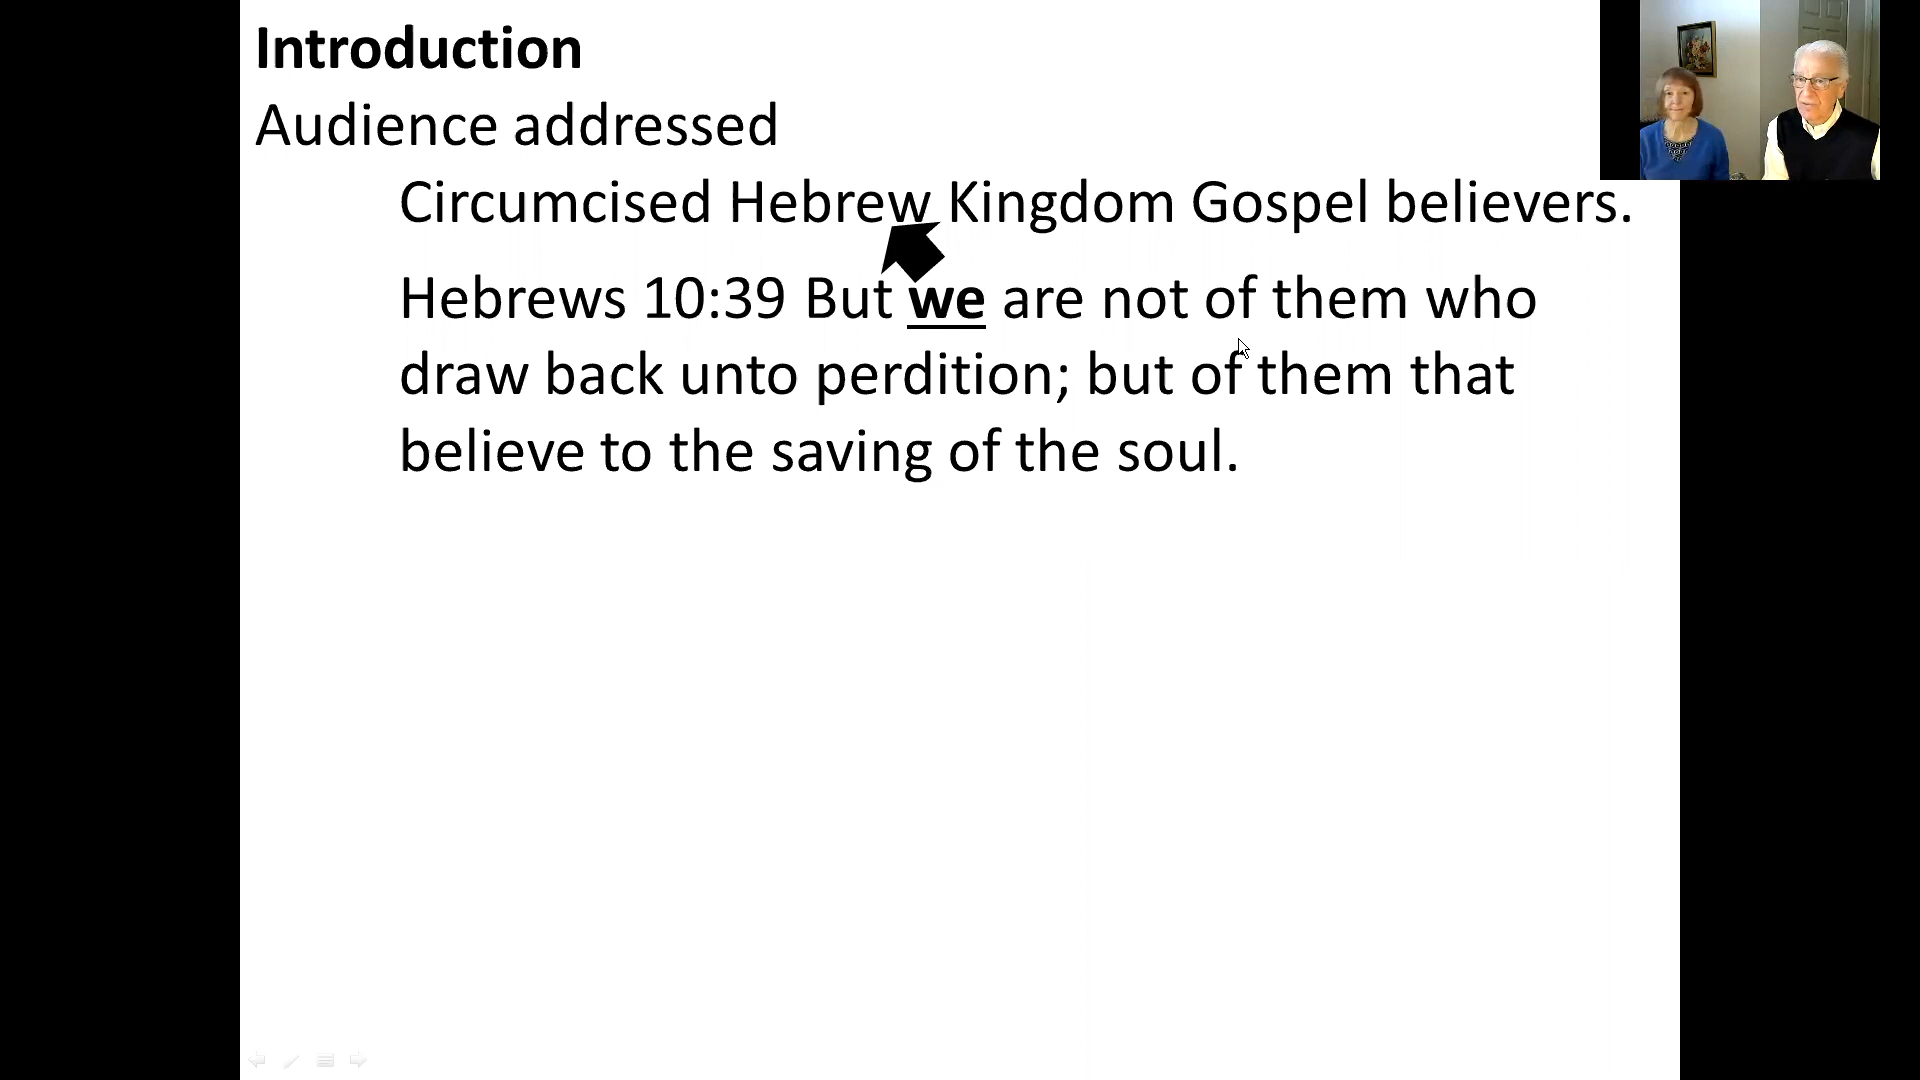 Introduction
Audience addressed
Circumcised Hebrew Kingdom Gospel believers.
Hebrews 10:39 But we are not of them who
draw back unto perdition; but of them that
believe to the saving of the soul.